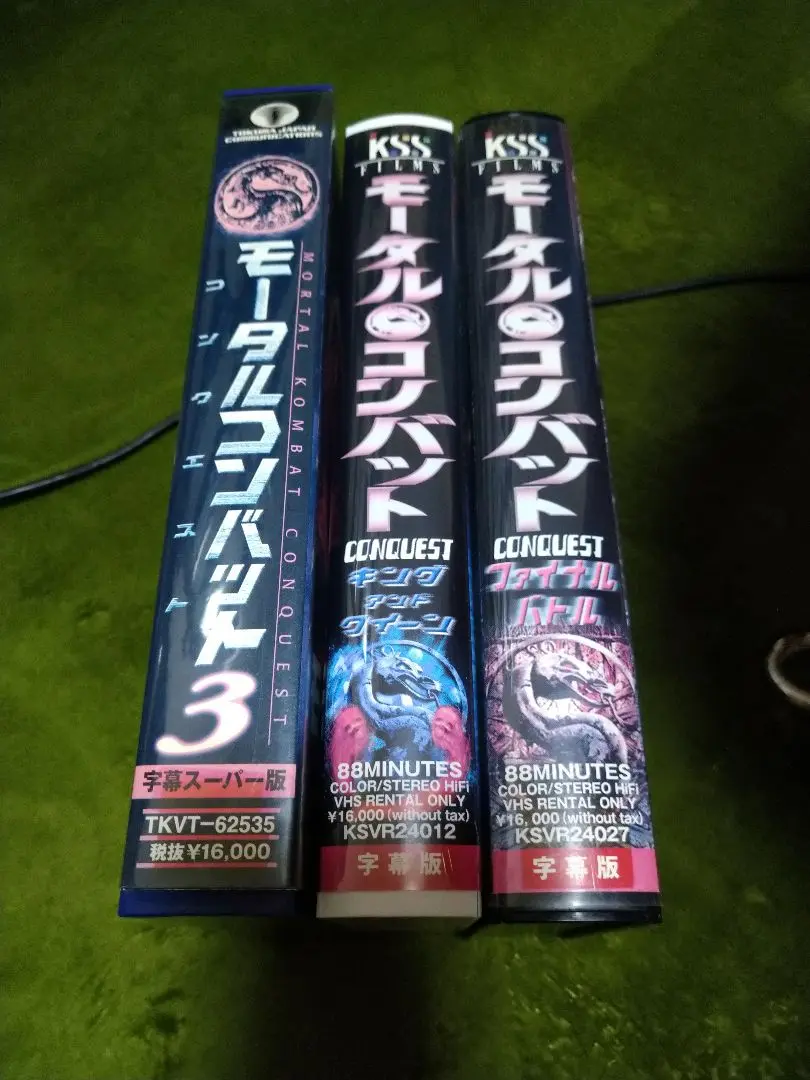 TOKUMA JAPAN
COMMUNICATIONS
モータルコンバット
コンクエスト
MORTAL KOMBAT CONQUEST
3
字幕スーパー版
TKVT-62535
税抜¥16,000
KSS
FILMS
モータルコンバット
CONQUEST
キング
アンド
クイーン
88MINUTES
COLOR/STEREO HiFi
VHS RENTAL ONLY
¥16,000 (without tax)
KSVR24012
字幕版
KSS
FILMS
モータルコンバット
CONQUEST
ファイナル
バトル
88MINUTES
COLOR/STEREO HiFi
VHS RENTAL ONLY
¥16,000 (without tax)
KSVR24027
字幕版